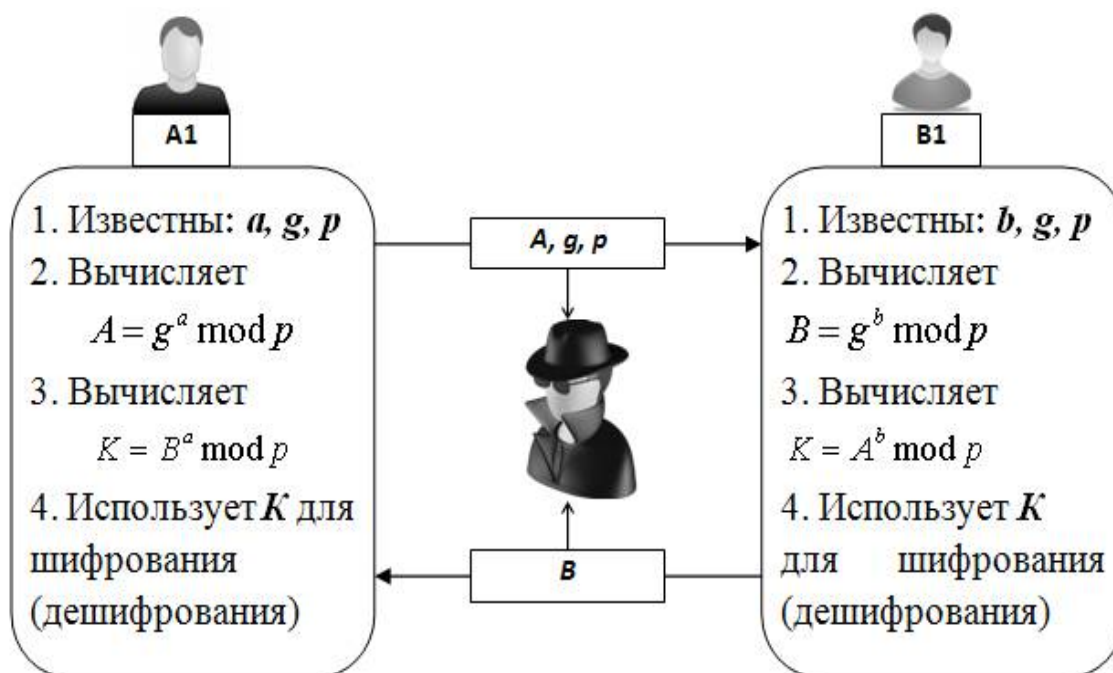 A1
1. Известны: a, g, p
2. Вычисляет
A = g^a mod p
3. Вычисляет
K = B^a mod p
4. Использует K для
шифрования
(дешифрования)
A, g, p
B
B1
1. Известны: b, g, p
2. Вычисляет
B = g^b mod p
3. Вычисляет
K = A^b mod p
4. Использует K
для шифрования
(дешифрования)